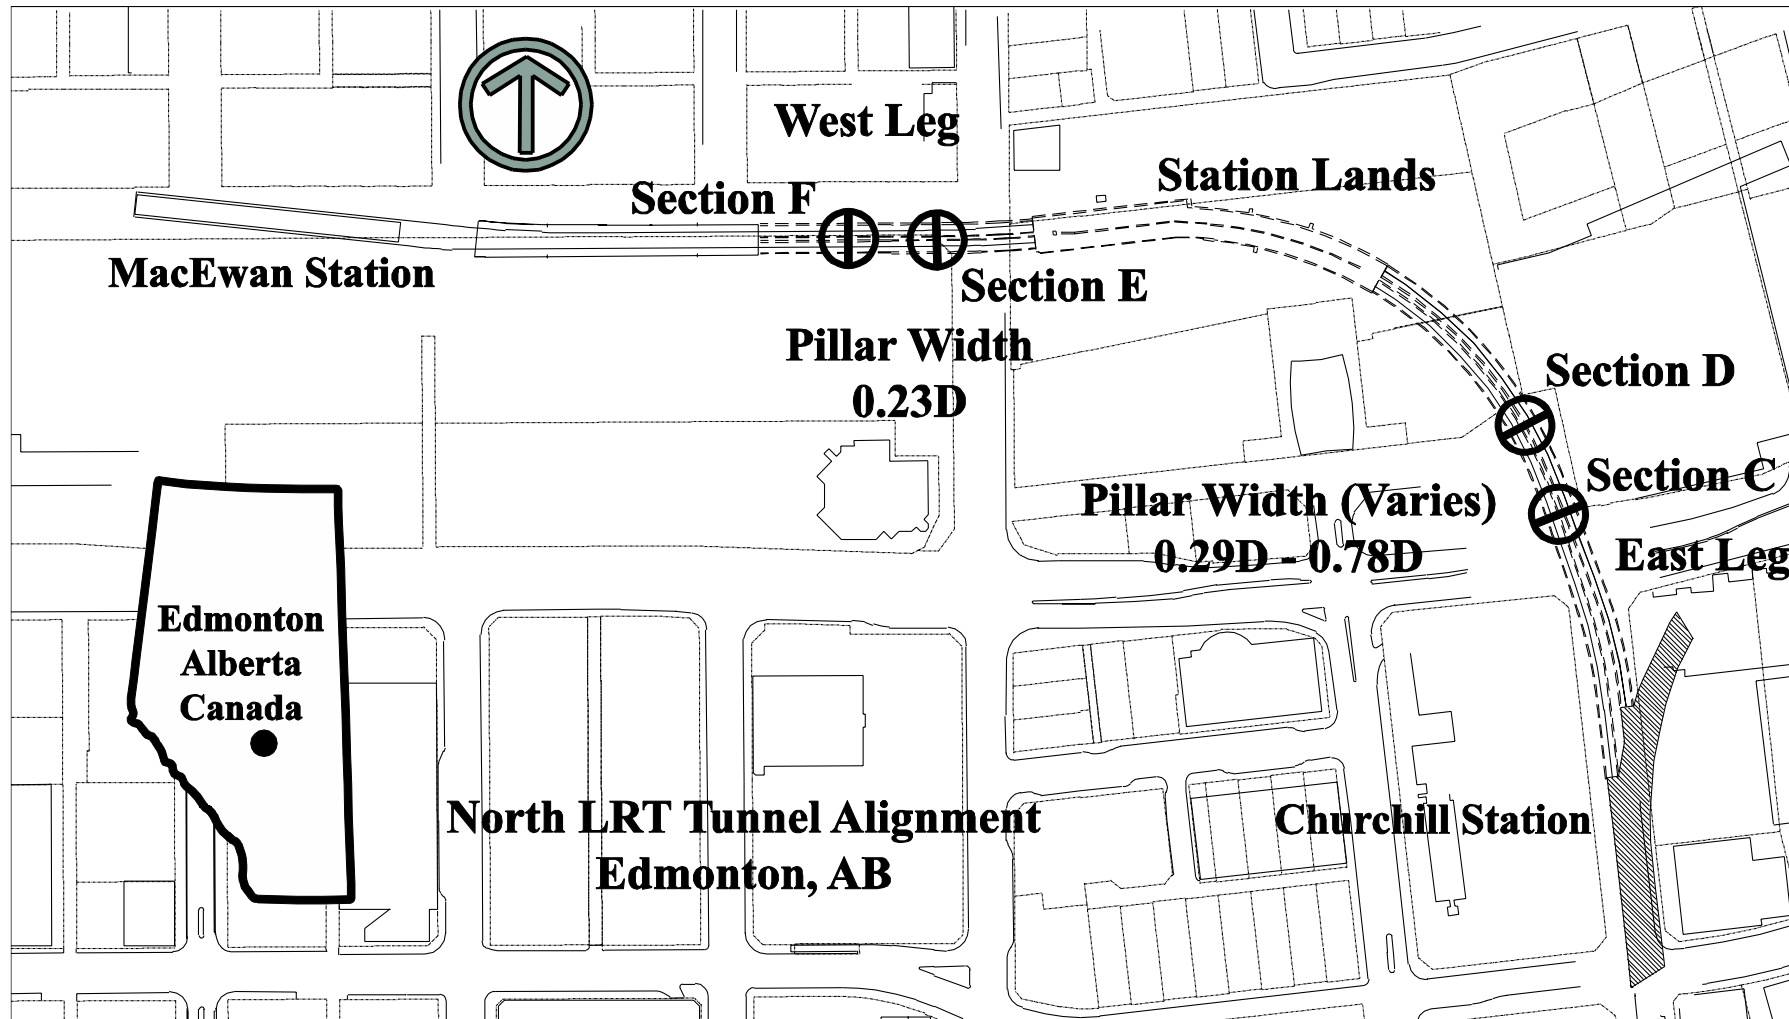 West Leg
Station Lands
Section F
MacEwan Station
Section E
Pillar Width
0.23D
Section D
Section C
Pillar Width (Varies)
0.29D - 0.78D
East Leg
Edmonton
Alberta
Canada
North LRT Tunnel Alignment
Edmonton, AB
Churchill Station